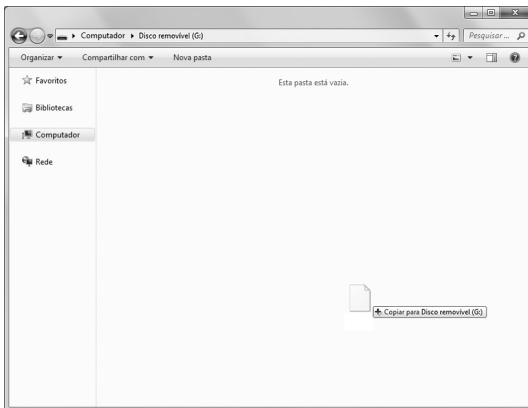 Computador Disco removível (G:) Pesquisar ...
Organizar Compartilhar com Nova pasta
Favoritos
Esta pasta está vazia.
Bibliotecas
Computador
Rede
Copiar para Disco removível (G:)